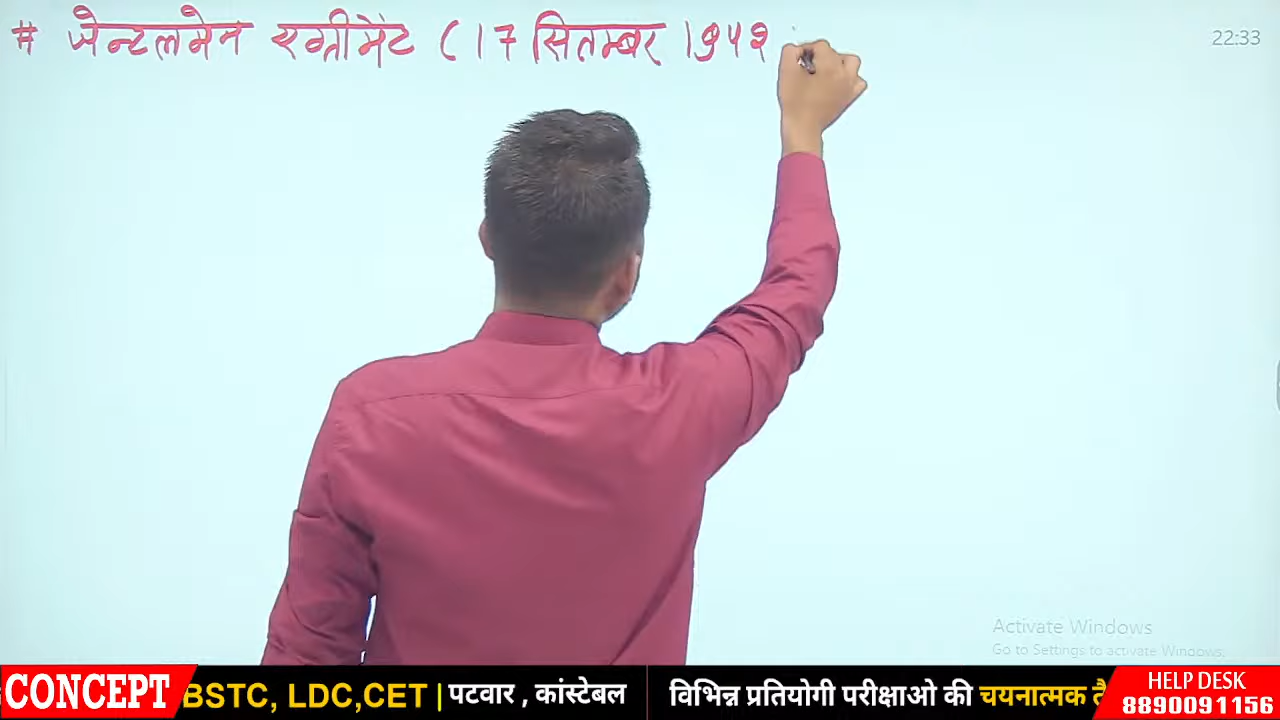 # जेन्टलमेन एग्रीमेंट ( 17 सितम्बर 1942
22:33
Activate Windows
Go to Settings to activate Windows.
CONCEPT BSTC, LDC,CET | पटवार , कांस्टेबल विभिन्न प्रतियोगी परीक्षाओ की चयनात्मक
HELP DESK
8890091156